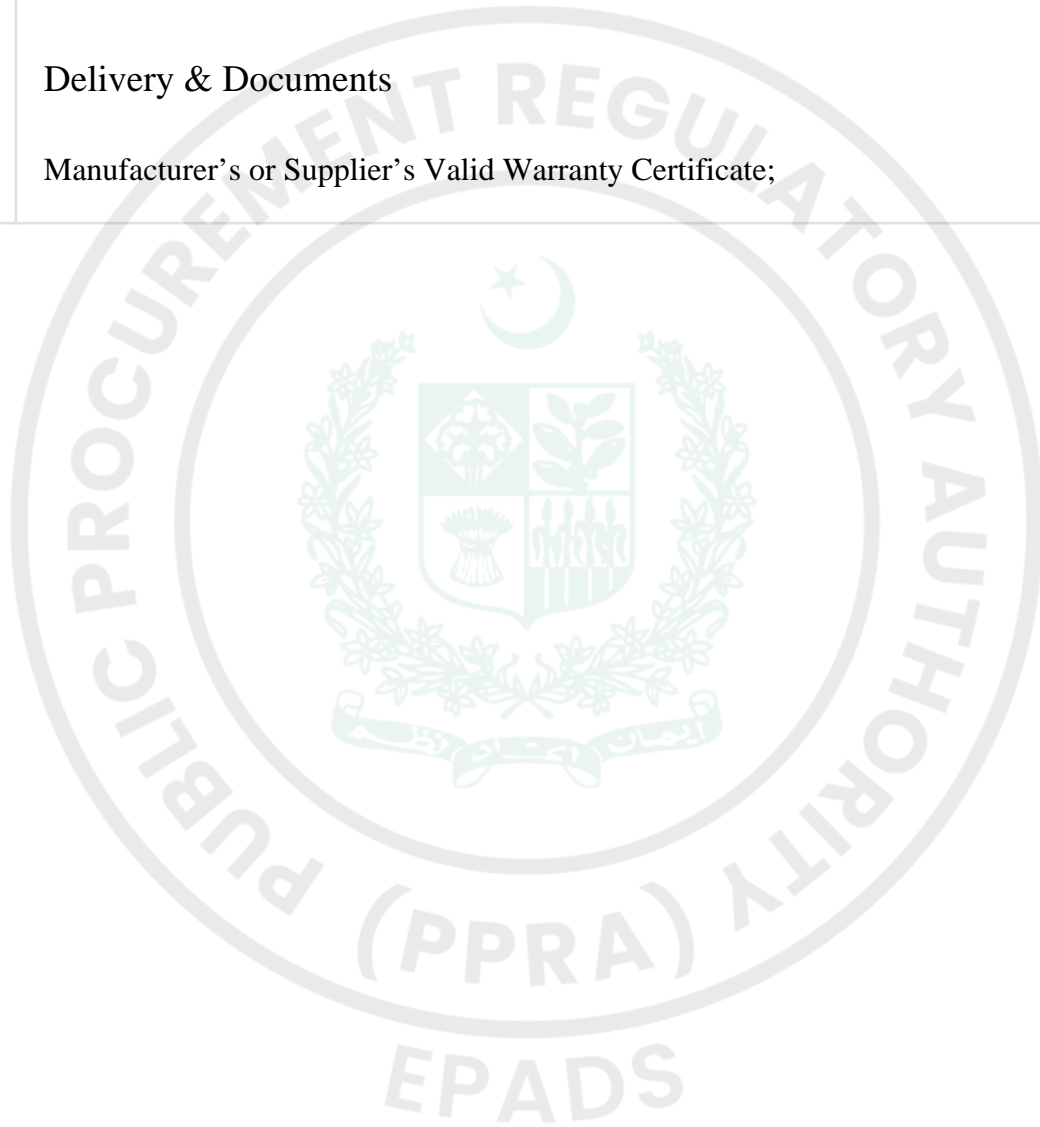 Delivery & Documents
Manufacturer’s or Supplier’s Valid Warranty Certificate;
PUBLIC PROCUREMENT REGULATORY AUTHORITY
(PPRA)
EPADS